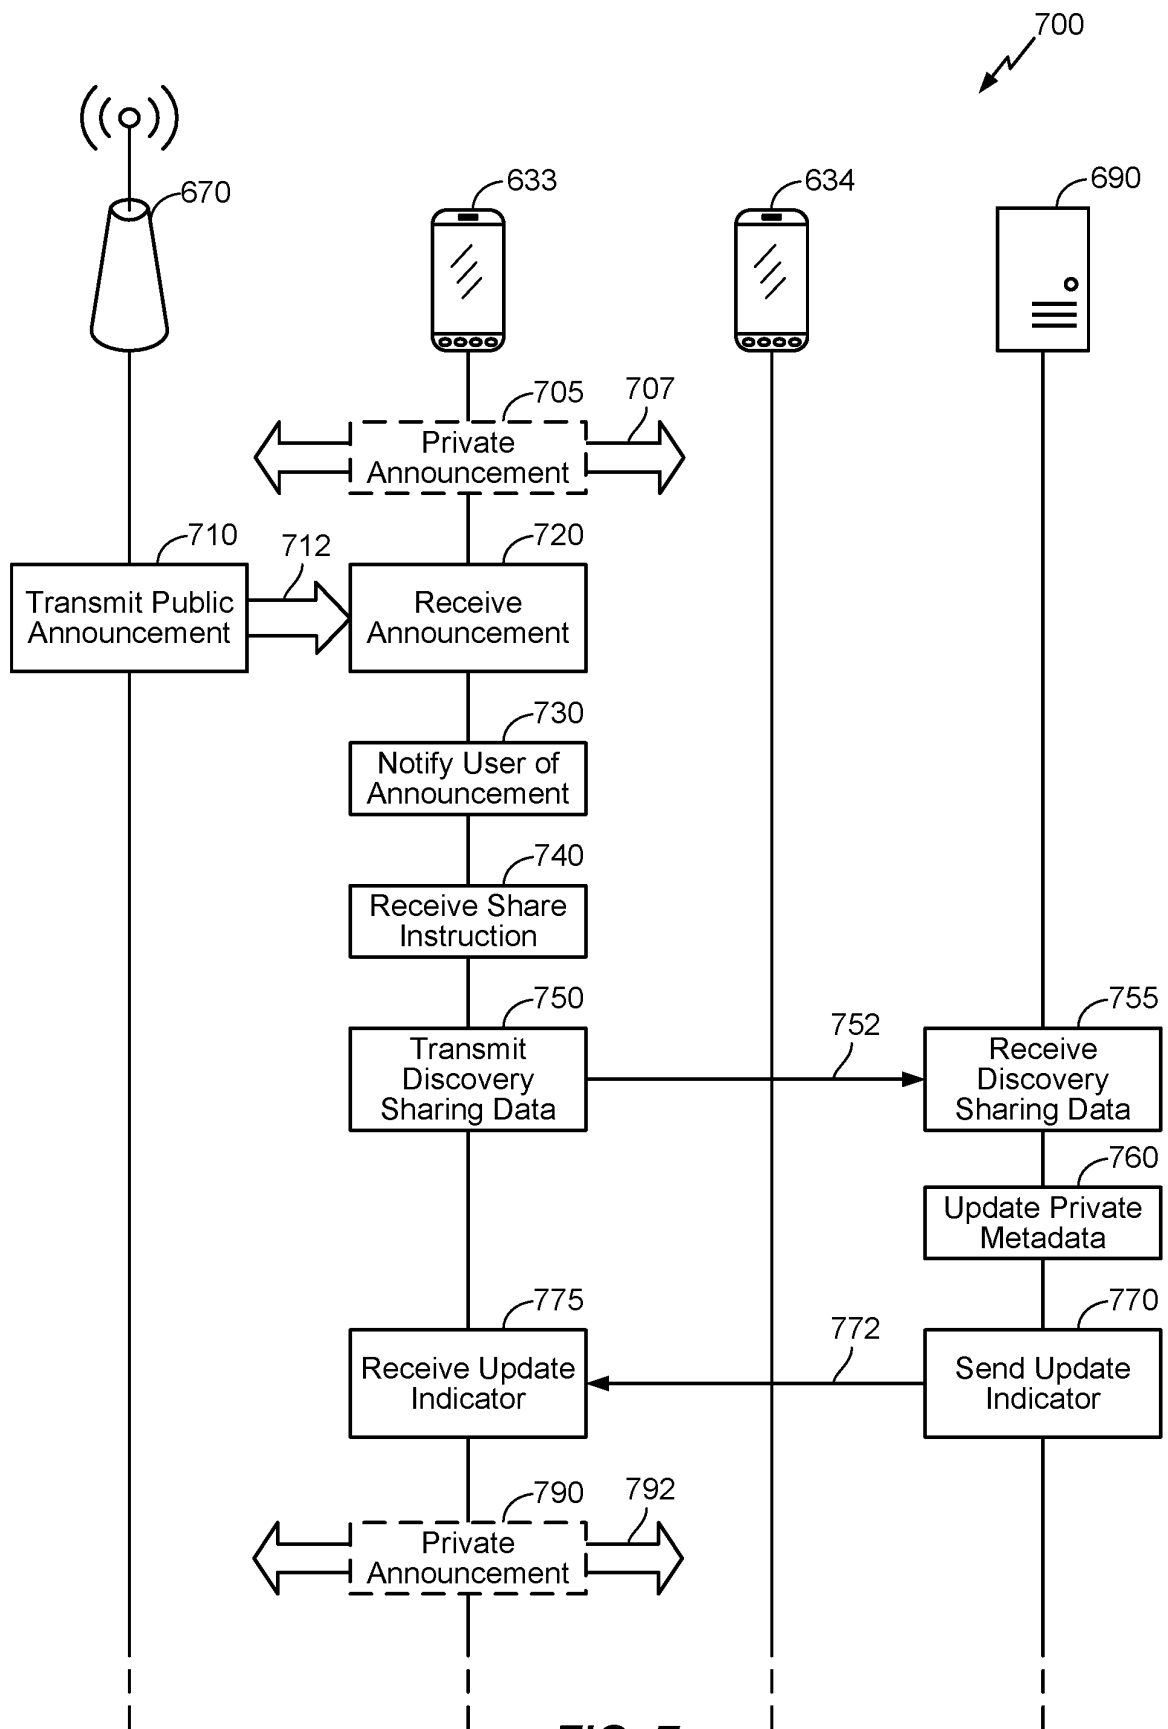 700
670
633
634
690
705
707
Private
Announcement
710
712
720
Transmit Public
Announcement
Receive
Announcement
730
Notify User of
Announcement
740
Receive Share
Instruction
750
752
755
Transmit
Discovery
Sharing Data
Receive
Discovery
Sharing Data
760
Update Private
Metadata
775
772
770
Receive Update
Indicator
Send Update
Indicator
790
792
Private
Announcement